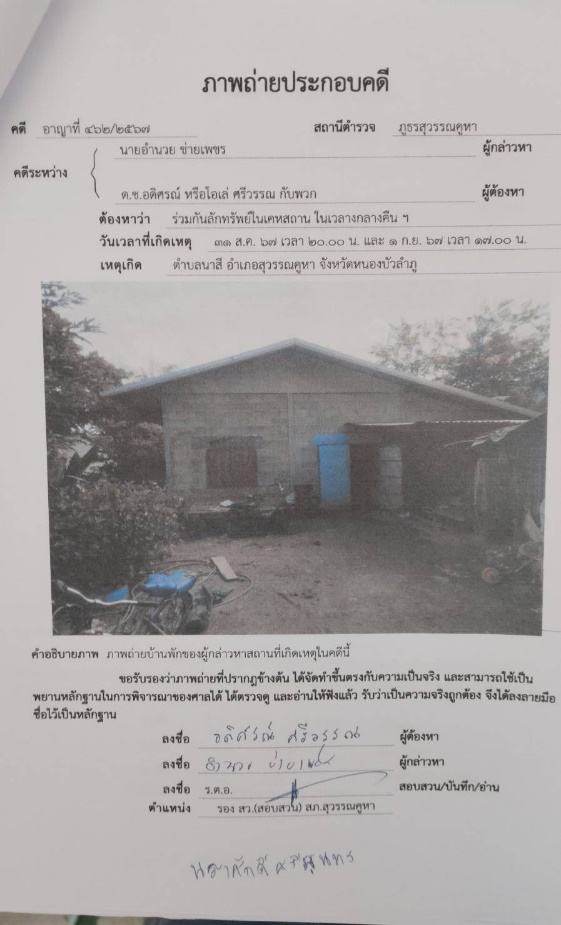 ภาพถ่ายประกอบคดี
คดี อาญาที่ ๔๖๒/๒๕๖๗ สถานีตำรวจ ภูธรสุวรรณคูหา
นายอำนวย ช่ายเพชร ผู้กล่าวหา
คดีระหว่าง
ด.ช.อดิศรณ์ หรือโอเล่ ศรีวรรณ กับพวก ผู้ต้องหา
ต้องหาว่า ร่วมกันลักทรัพย์ในเคหสถาน ในเวลากลางคืน ฯ
วันเวลาที่เกิดเหตุ ๓๑ ส.ค. ๖๗ เวลา ๒๐.๐๐ น. และ ๑ ก.ย. ๖๗ เวลา ๑๗.๐๐ น.
เหตุเกิด ตำบลนาสี อำเภอสุวรรณคูหา จังหวัดหนองบัวลำภู
คำอธิบายภาพ ภาพถ่ายบ้านพักของผู้กล่าวหาสถานที่เกิดเหตุในคดีนี้
ขอรับรองว่าภาพถ่ายที่ปรากฏข้างต้น ได้จัดทำขึ้นตรงกับความเป็นจริง และสามารถใช้เป็น
พยานหลักฐานในการพิจารณาของศาลได้ ได้ตรวจดู และอ่านให้ฟังแล้ว รับว่าเป็นความจริงถูกต้อง จึงได้ลงลายมือ
ชื่อไว้เป็นหลักฐาน
ลงชื่อ อดิศรณ์ ศรีวรรณ ผู้ต้องหา
ลงชื่อ อำนวย ผู้กล่าวหา
ลงชื่อ ร.ต.อ. สอบสวน/บันทึก/อ่าน
ตำแหน่ง รอง สว.(สอบสวน) สภ.สุวรรณคูหา